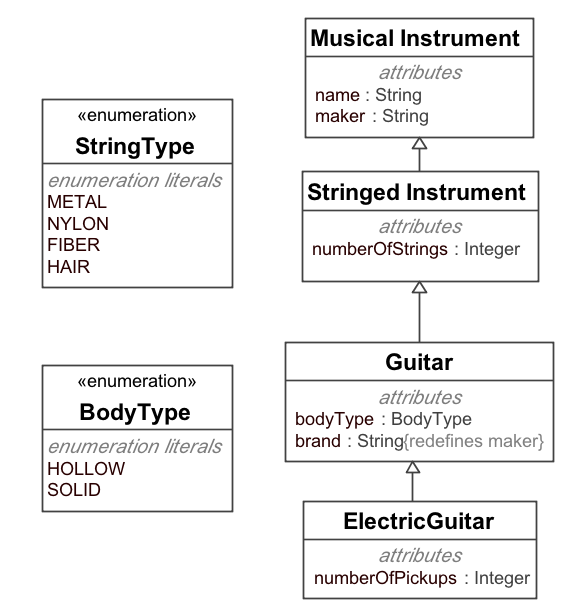 «enumeration»
StringType
enumeration literals
METAL
NYLON
FIBER
HAIR
«enumeration»
BodyType
enumeration literals
HOLLOW
SOLID
Musical Instrument
attributes
name : String
maker : String
Stringed Instrument
attributes
numberOfStrings : Integer
Guitar
attributes
bodyType : BodyType
brand : String{redefines maker}
ElectricGuitar
attributes
numberOfPickups : Integer